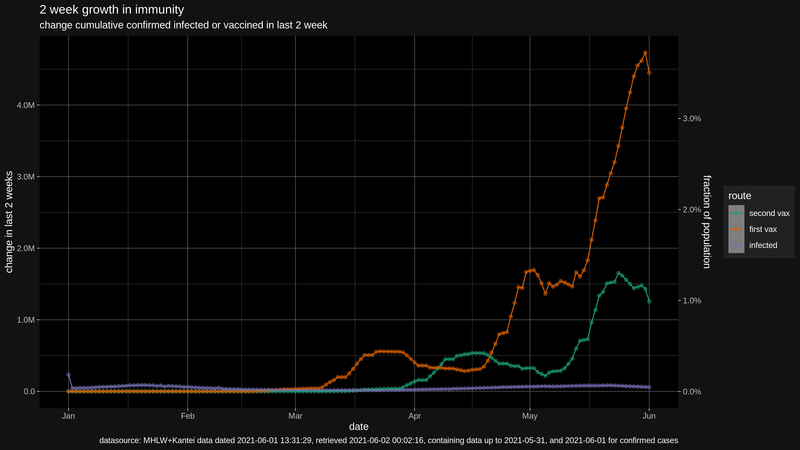 2 week growth in immunity
change cumulative confirmed infected or vaccined in last 2 week
change in last 2 weeks
4.0M
3.0M
2.0M
1.0M
0.0
3.0%
2.0%
1.0%
0.0%
fraction of population
route
second vax
first vax
infected
Jan Feb Mar Apr May Jun
date
datasource: MHLW+Kantei data dated 2021-06-01 13:31:29, retrieved 2021-06-02 00:02:16, containing data up to 2021-05-31, and 2021-06-01 for confirmed cases